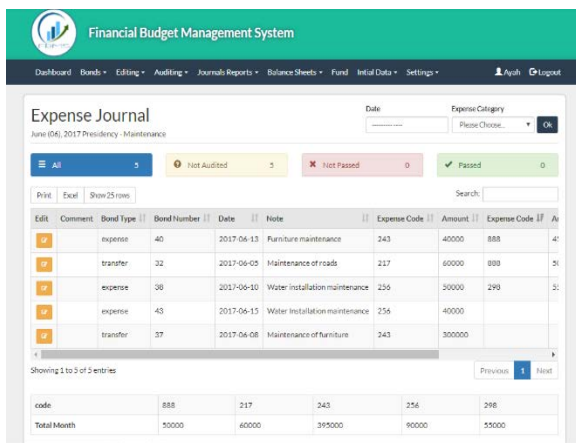 Financial Budget Management System
Dashboard Bonds Editing Auditing Journals Reports Balance Sheets Fund Intial Data Settings Ayah Logout
Expense Journal
June (06), 2017 Presidency - Maintenance
Date Expense Category
Please Choose... Ok
All 5 Not Audited 5 Not Passed 0 Passed 0
Print Excel Show 25 rows Search:
Edit Comment Bond Type Bond Number Date Note Expense Code Amount Expense Code
expense 40 2017-06-13 Furniture maintenance 243 40000 888
transfer 32 2017-06-05 Maintenance of roads 217 60000 888
expense 38 2017-06-10 Water installation maintenance 256 50000 298
expense 43 2017-06-15 Water Installation maintenance 256 40000
transfer 37 2017-06-08 Maintenance of furniture 243 300000
Showing 1 to 5 of 5 entries Previous 1 Next
code 888 217 243 256 298
Total Month 50000 60000 395000 90000 55000